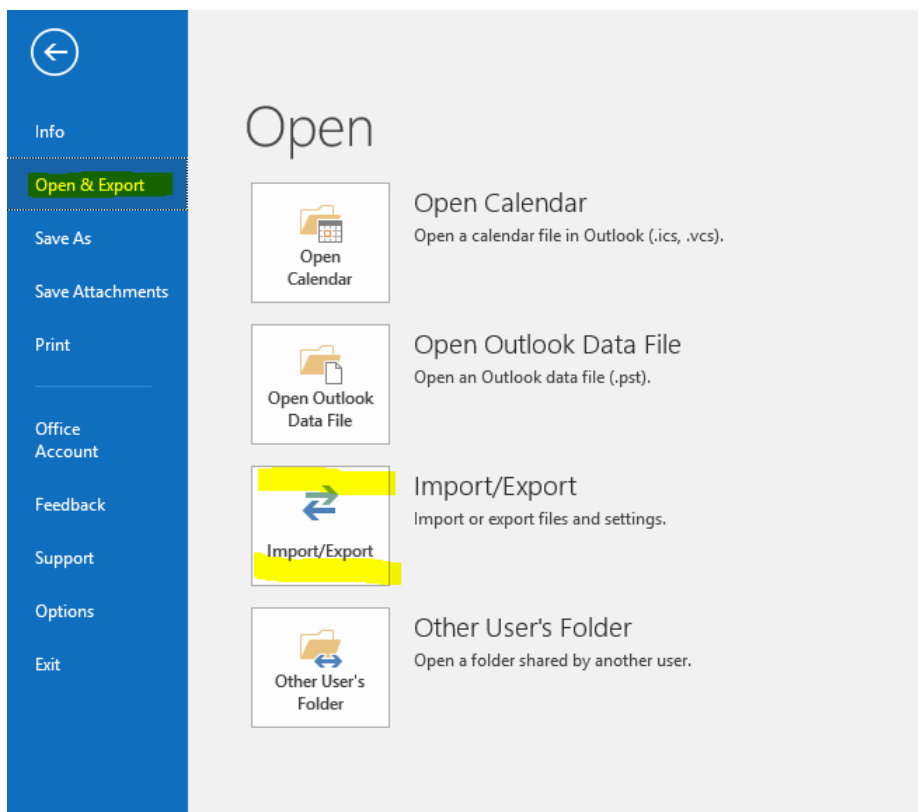 Info
Open & Export
Save As
Save Attachments
Print
Office
Account
Feedback
Support
Options
Exit
Open
Open
Calendar
Open Calendar
Open a calendar file in Outlook (.ics, .vcs).
Open Outlook
Data File
Open Outlook Data File
Open an Outlook data file (.pst).
Import/Export
Import/Export
Import or export files and settings.
Other User's
Folder
Other User's Folder
Open a folder shared by another user.